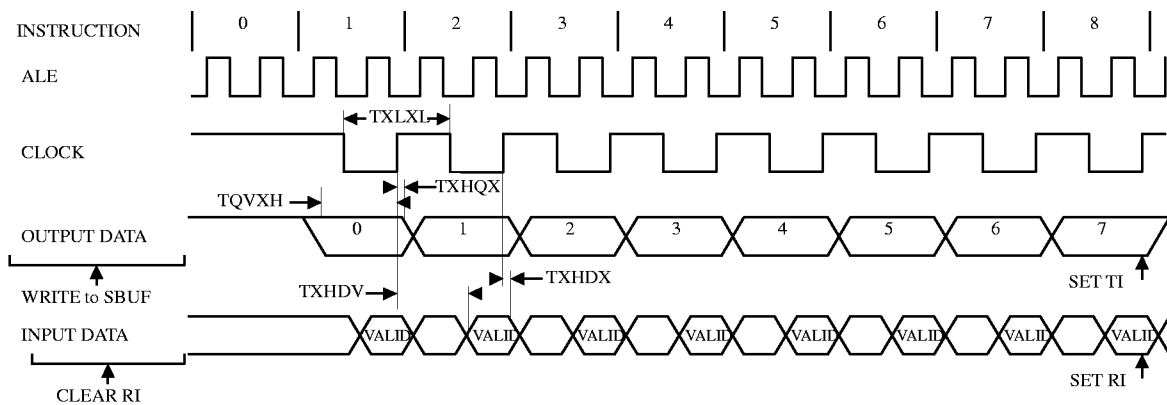 INSTRUCTION 0 1 2 3 4 5 6 7 8
ALE
TXLXL
CLOCK
TXHQX
TQVXH
OUTPUT DATA 0 1 2 3 4 5 6 7
TXHDX
SET TI
TXHDV
WRITE to SBUF
INPUT DATA VALID VALID VALID VALID VALID VALID VALID VALID
SET RI
CLEAR RI